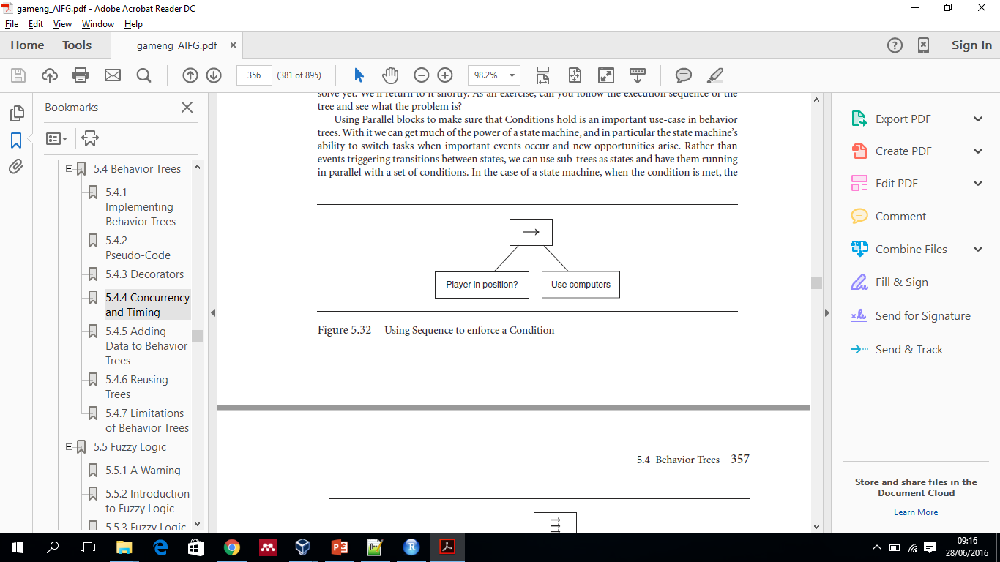 gameng_AIFG.pdf - Adobe Acrobat Reader DC
File Edit View Window Help
Home Tools gameng_AIFG.pdf × Sign In
356 (381 of 895) 98.2%
Bookmarks
5.4 Behavior Trees
5.4.1
Implementing
Behavior Trees
5.4.2
Pseudo-Code
5.4.3 Decorators
5.4.4 Concurrency
and Timing
5.4.5 Adding
Data to Behavior
Trees
5.4.6 Reusing
Trees
5.4.7 Limitations
of Behavior Trees
5.5 Fuzzy Logic
5.5.1 A Warning
5.5.2 Introduction
to Fuzzy Logic
5.5.3 Fuzzy Logic
solve yet. We'll return to it shortly. As an exercise, can you follow the execution sequence of the
tree and see what the problem is?
Using Parallel blocks to make sure that Conditions hold is an important use-case in behavior
trees. With it we can get much of the power of a state machine, and in particular the state machine's
ability to switch tasks when important events occur and new opportunities arise. Rather than
events triggering transitions between states, we can use sub-trees as states and have them running
in parallel with a set of conditions. In the case of a state machine, when the condition is met, the
Player in position? Use computers
Figure 5.32 Using Sequence to enforce a Condition
5.4 Behavior Trees 357
Export PDF
Create PDF
Edit PDF
Comment
Combine Files
Fill & Sign
Send for Signature
Send & Track
Store and share files in the
Document Cloud
Learn More
09:16
28/06/2016